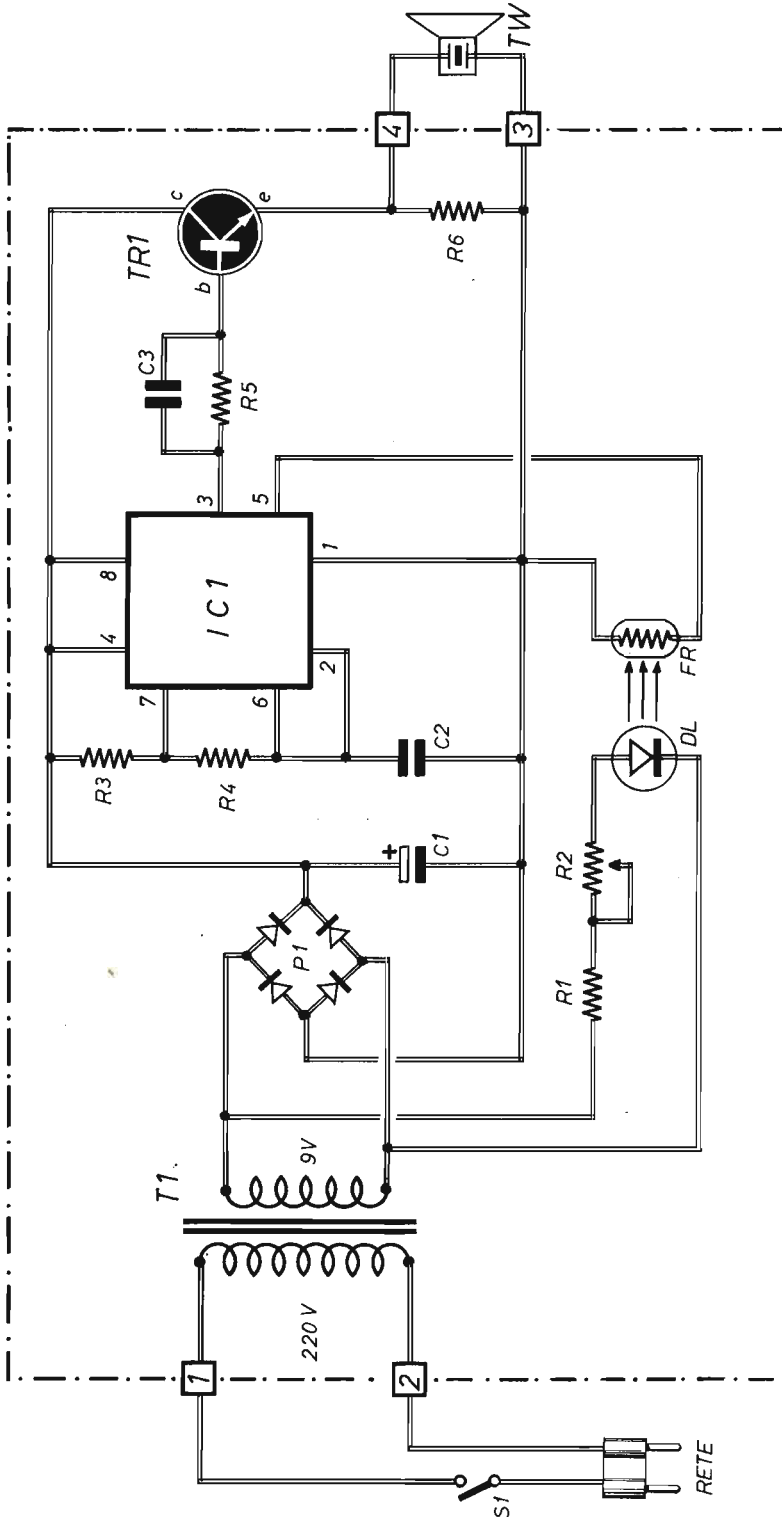 RETE
S1
1
2
220V
T1.
9V
P1
+
C1
C2
R1
R2
R3
R4
7
6
4
8
2
1
IC1
3
5
C3
R5
TR1
b
c
e
R6
DL
FR
4
3
TW